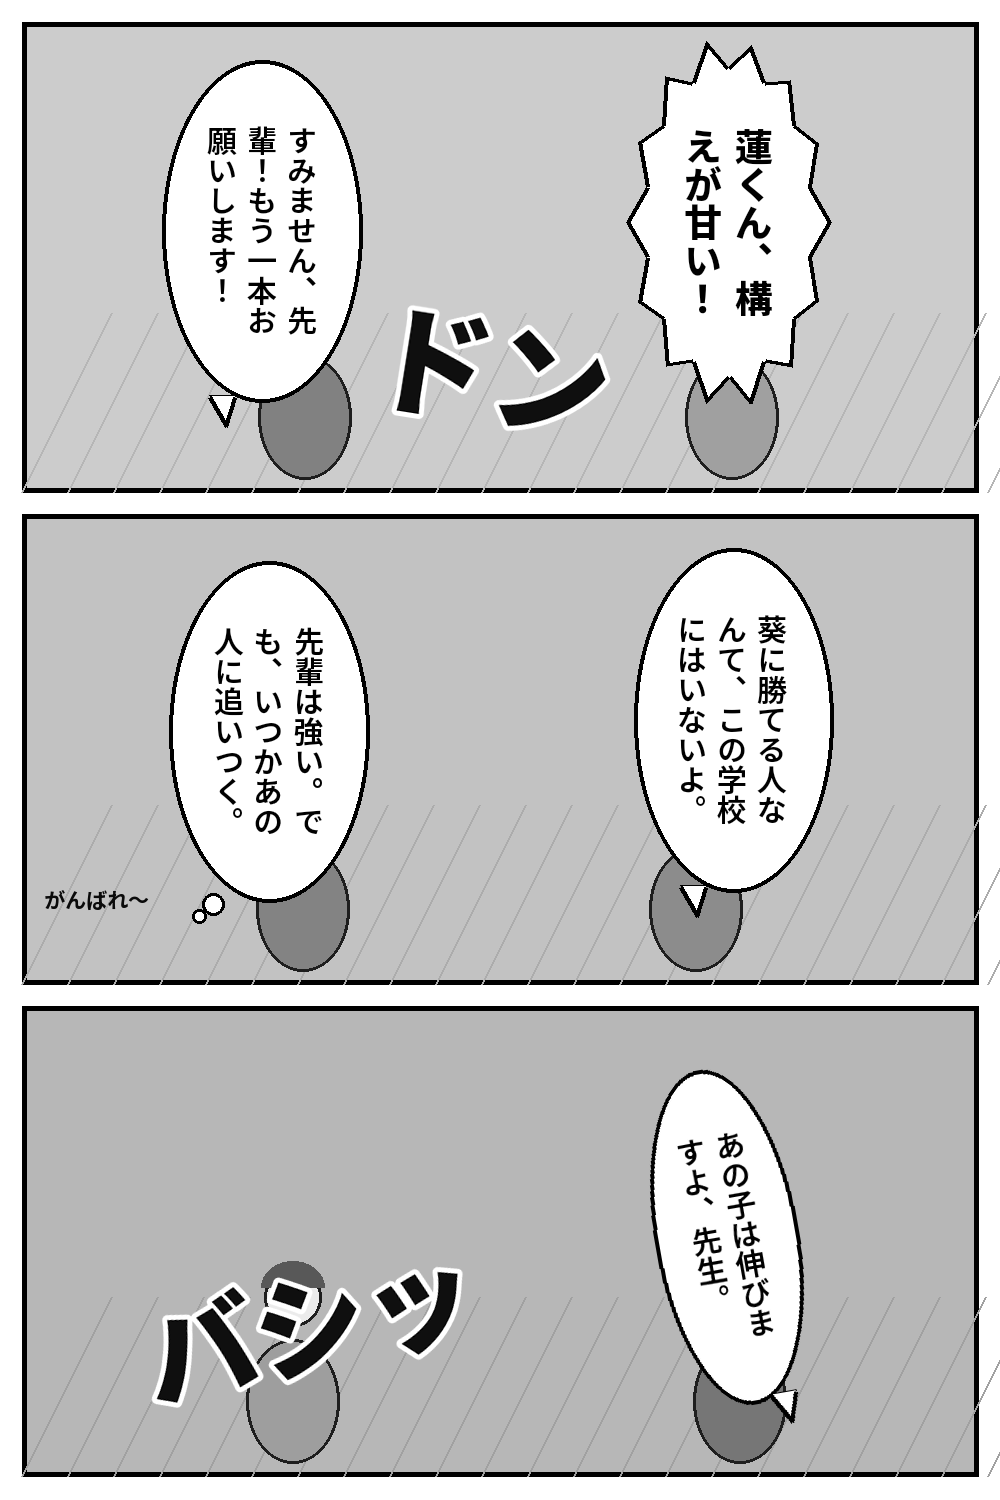 蓮くん、構
えが甘い！
ドン
すみません、先
輩！もう一本お
願いします！
葵に勝てる人な
んて、この学校
にはいないよ。
先輩は強い。で
も、いつかあの
人に追いつく。
がんばれ～
あの子は伸びま
すよ、先生。
バシッ